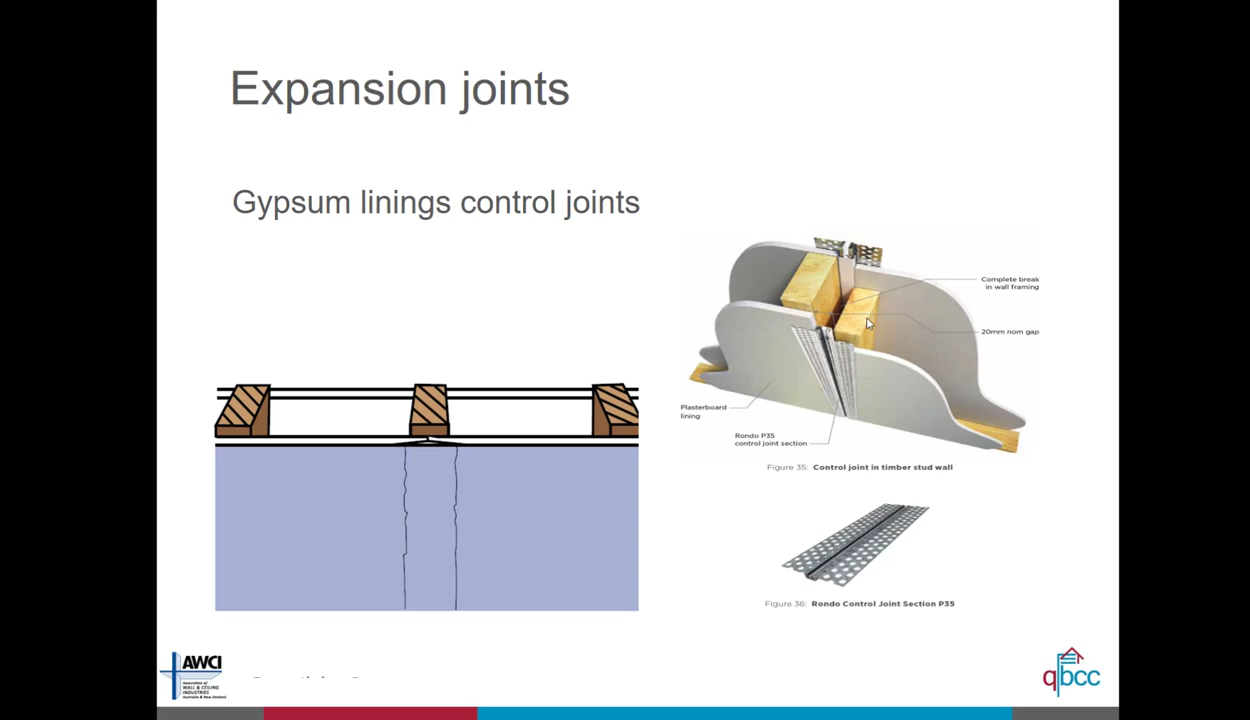 Expansion joints
Gypsum linings control joints
Complete break
in wall framing
20mm nom gap
Plasterboard
lining
Rondo P35
control joint section
Figure 35: Control joint in timber stud wall
Figure 36: Rondo Control Joint Section P35
AWCI
Association of
WALL & CEILING
INDUSTRIES
Australia & New Zealand
qbcc